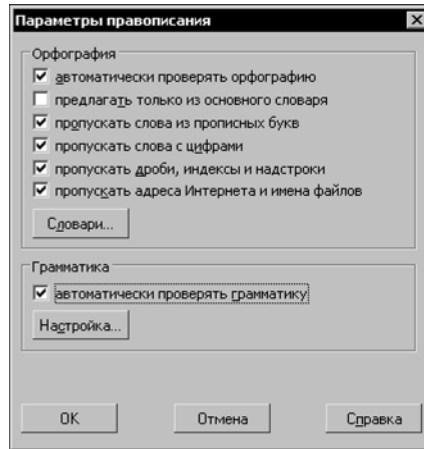 Параметры правописания
Орфография
автоматически проверять орфографию
предлагать только из основного словаря
пропускать слова из прописных букв
пропускать слова с цифрами
пропускать дроби, индексы и надстроки
пропускать адреса Интернета и имена файлов
Словари...
Грамматика
автоматически проверять грамматику
Настройка...
OK Отмена Справка